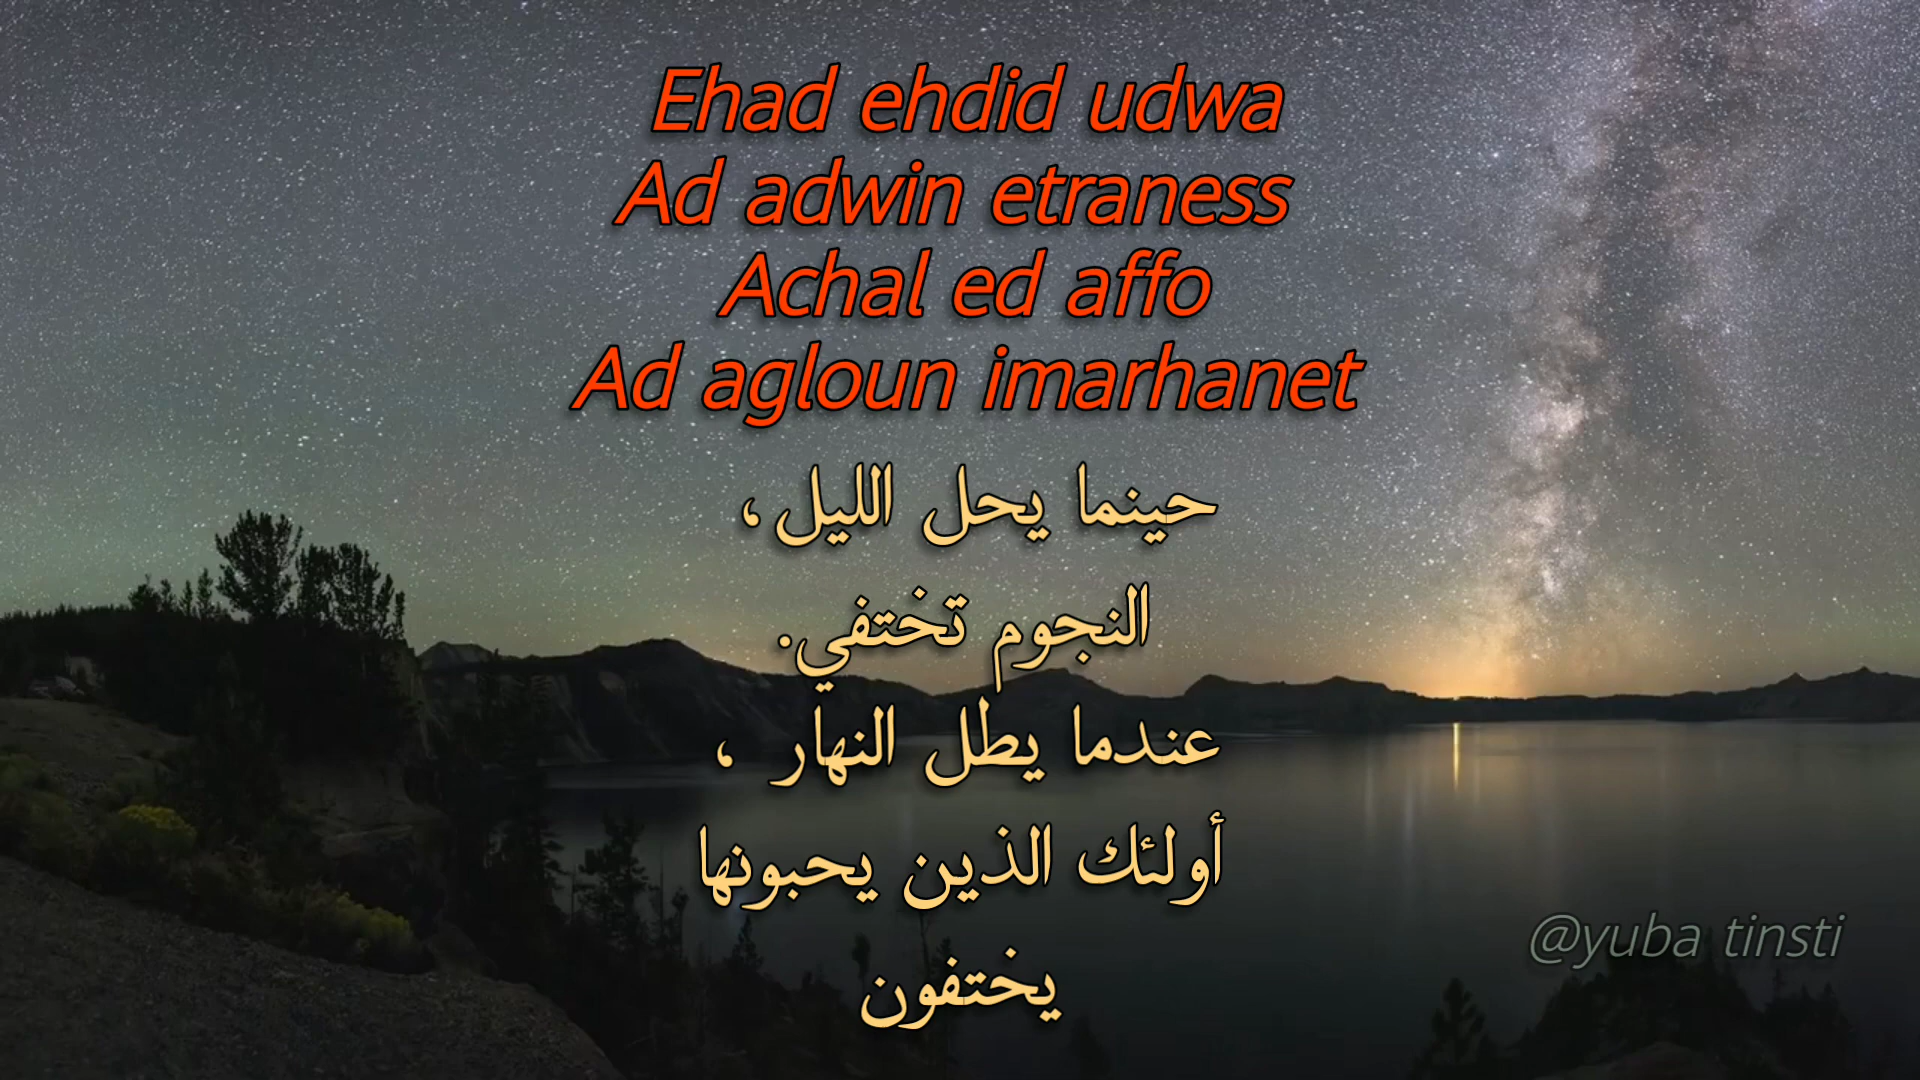 Ehad ehdid udwa
Ad adwin etraness
Achal ed affo
Ad agloun imarhanet
حينما يحل الليل،
النجوم تختفي.
عندما يطل النهار ،
أولئك الذين يحبونها
يختفون
@yuba tinsti